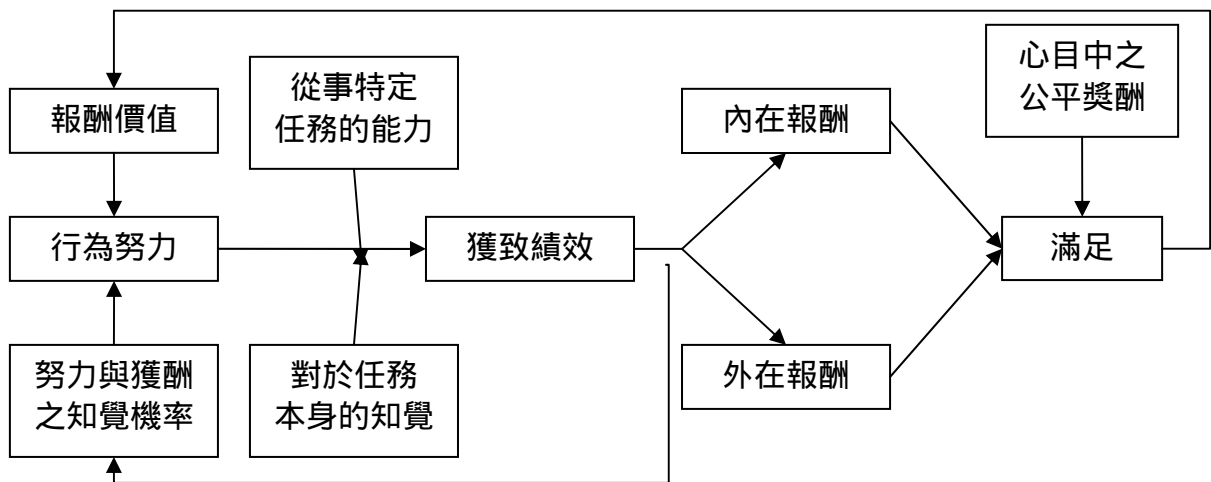 報酬價值
從事特定
任務的能力
內在報酬
心目中之
公平獎酬
行為努力
獲致績效
滿足
努力與獲酬
之知覺機率
對於任務
本身的知覺
外在報酬